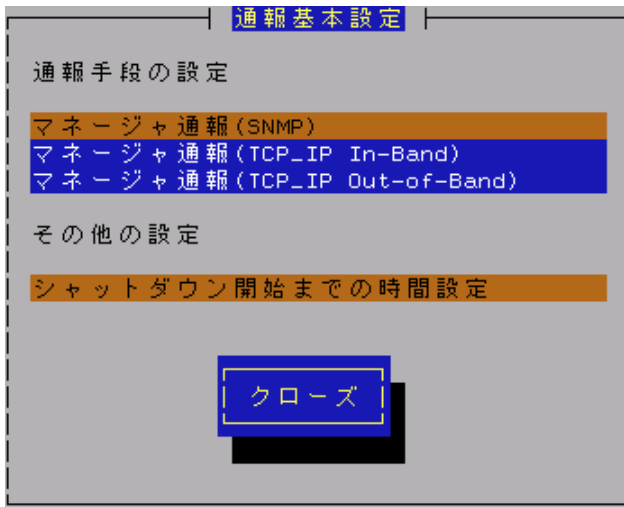 通報基本設定
通報手段の設定
マネージャ通報(SNMP)
マネージャ通報(TCP_IP In-Band)
マネージャ通報(TCP_IP Out-of-Band)
その他の設定
シャットダウン開始までの時間設定
クローズ